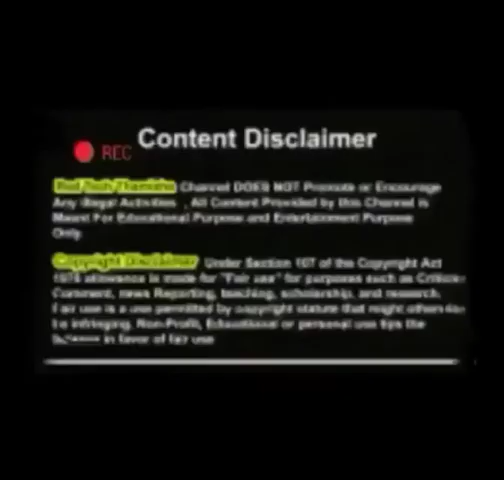 Content Disclaimer
REC
Channel DOES NOT Promote or Encourage
Any illegal Activities , All Content Provided by this Channel is
Meant For Educational Purpose and Entertainment Purpose
Only
Copyright Disclaimer Under Section 107 of the Copyright Act
1976 allowance is made for "Fair use" for purposes such as
Comment, news Reporting, teaching, scholarship, and research.
Fair use is a use permitted by copyright statute that might
be infringing. Non-Profit, Educational or personal use tips the
in favor of fair use